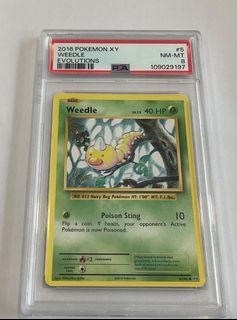 2016 POKEMON XY #5
WEEDLE NM-MT
EVOLUTIONS 8
PSA 109029197
BASIC
Weedle LV.13 40 HP
NO. 013 Hairy Bug Pokémon HT: 1'00" WT: 7.1 lbs.
Poison Sting 10
Flip a coin. If heads, your opponent's Active
Pokémon is now Poisoned.
×2